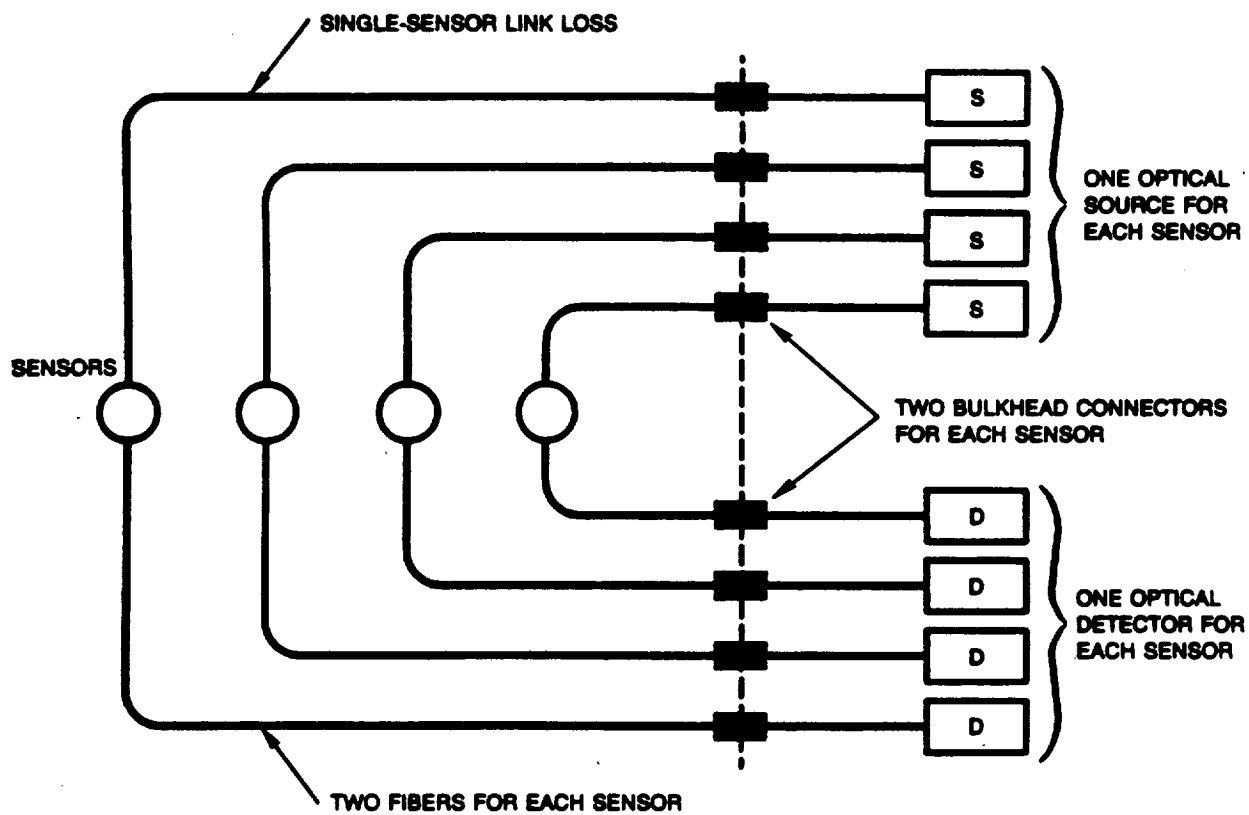 SINGLE-SENSOR LINK LOSS
S
S
ONE OPTICAL
SOURCE FOR
EACH SENSOR
S
S
SENSORS
TWO BULKHEAD CONNECTORS
FOR EACH SENSOR
D
D
ONE OPTICAL
DETECTOR FOR
EACH SENSOR
D
D
TWO FIBERS FOR EACH SENSOR